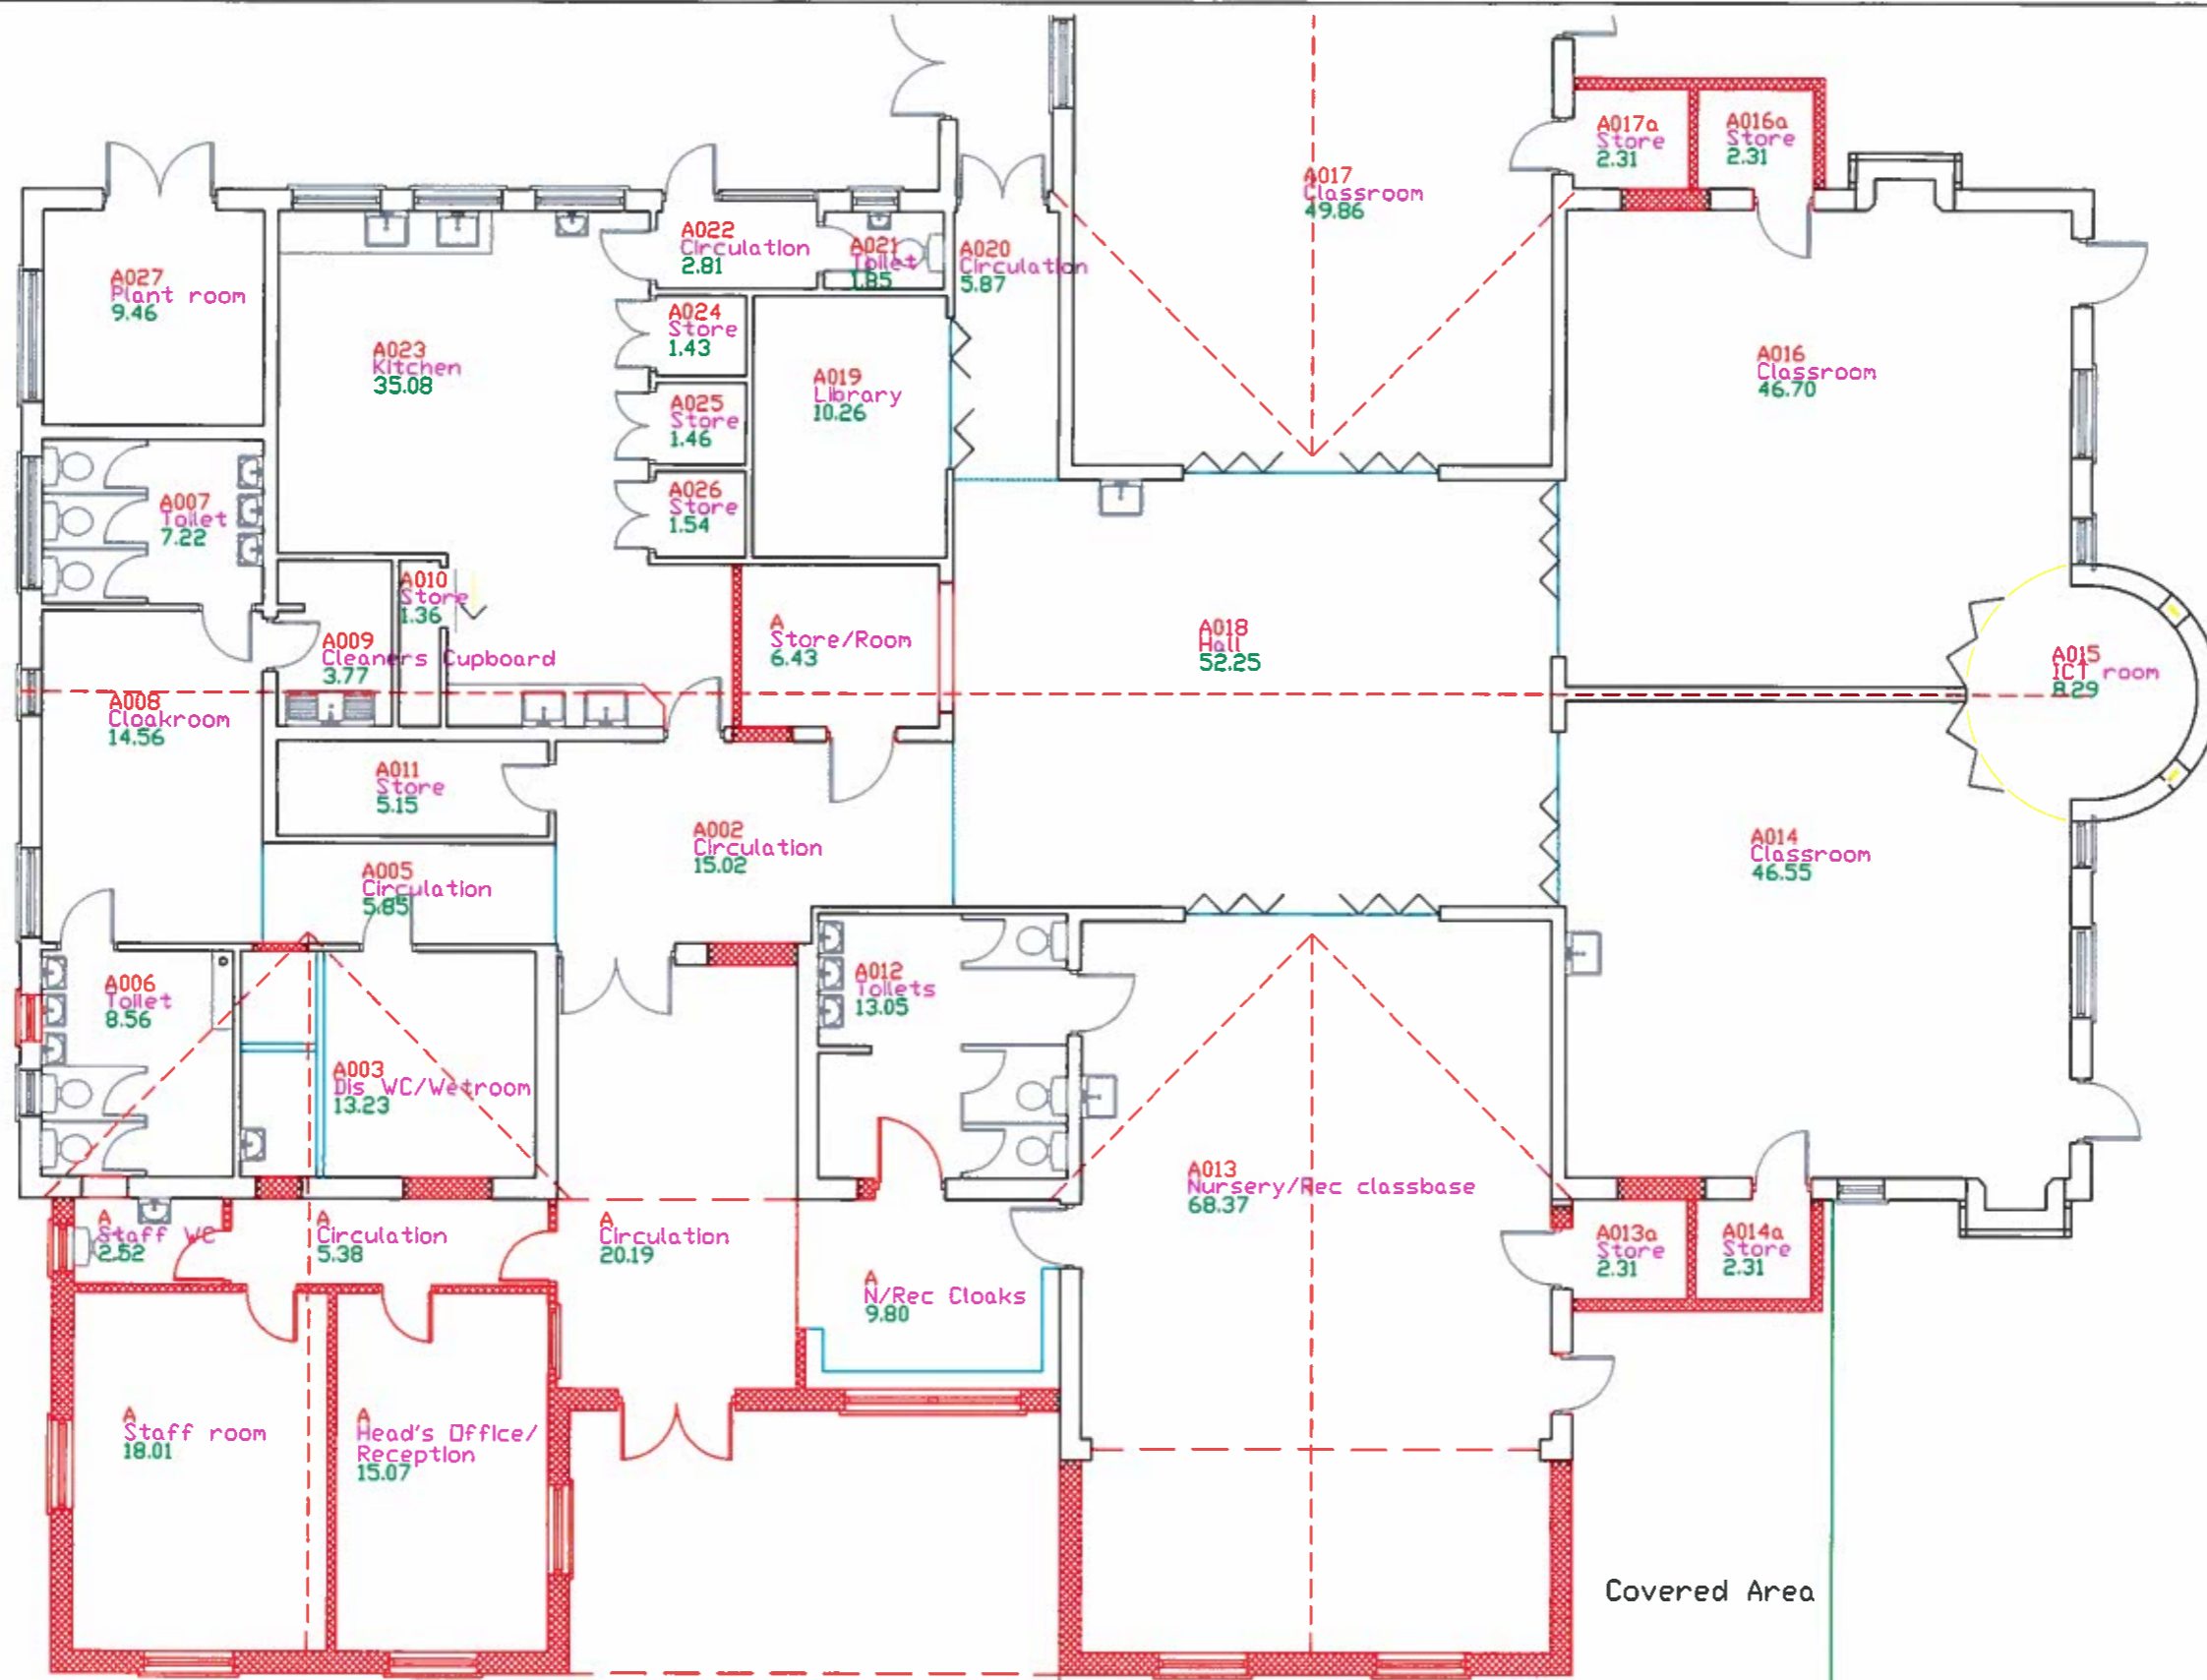 A017a
Store
2.31
A016a
Store
2.31
A017
Classroom
49.86
A022
Circulation
2.81
A021
Toilet
1.85
A020
Circulation
5.87
A027
Plant room
9.46
A024
Store
1.43
A023
Kitchen
35.08
A019
Library
10.26
A016
Classroom
46.70
A025
Store
1.46
A026
Store
1.54
A007
Toilet
7.22
A010
Store
1.36
A009
Cleaners Cupboard
3.77
A
Store/Room
6.43
A018
Hall
52.25
A015
ICT room
8.29
A008
Cloakroom
14.56
A011
Store
5.15
A002
Circulation
15.02
A014
Classroom
46.55
A005
Circulation
5.85
A006
Toilet
8.56
A012
Toilets
13.05
A003
Dis WC/Wetroom
13.23
A013
Nursery/Rec classbase
68.37
A
Staff WC
2.52
A
Circulation
5.38
A
Circulation
20.19
A013a
Store
2.31
A014a
Store
2.31
A
N/Rec Cloaks
9.80
A
Staff room
18.01
A
Head's Office/
Reception
15.07
Covered Area